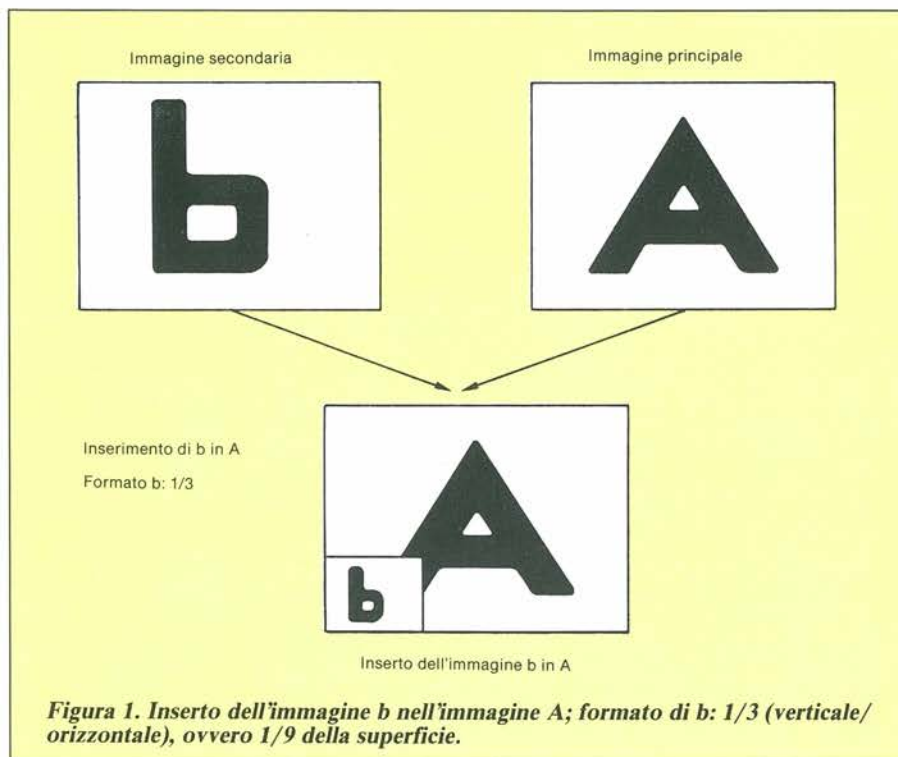 Immagine secondaria
Immagine principale
b
A
Inserimento di b in A
Formato b: 1/3
A
b
Inserto dell'immagine b in A
Figura 1. Inserto dell'immagine b nell'immagine A; formato di b: 1/3 (verticale/
orizzontale), ovvero 1/9 della superficie.